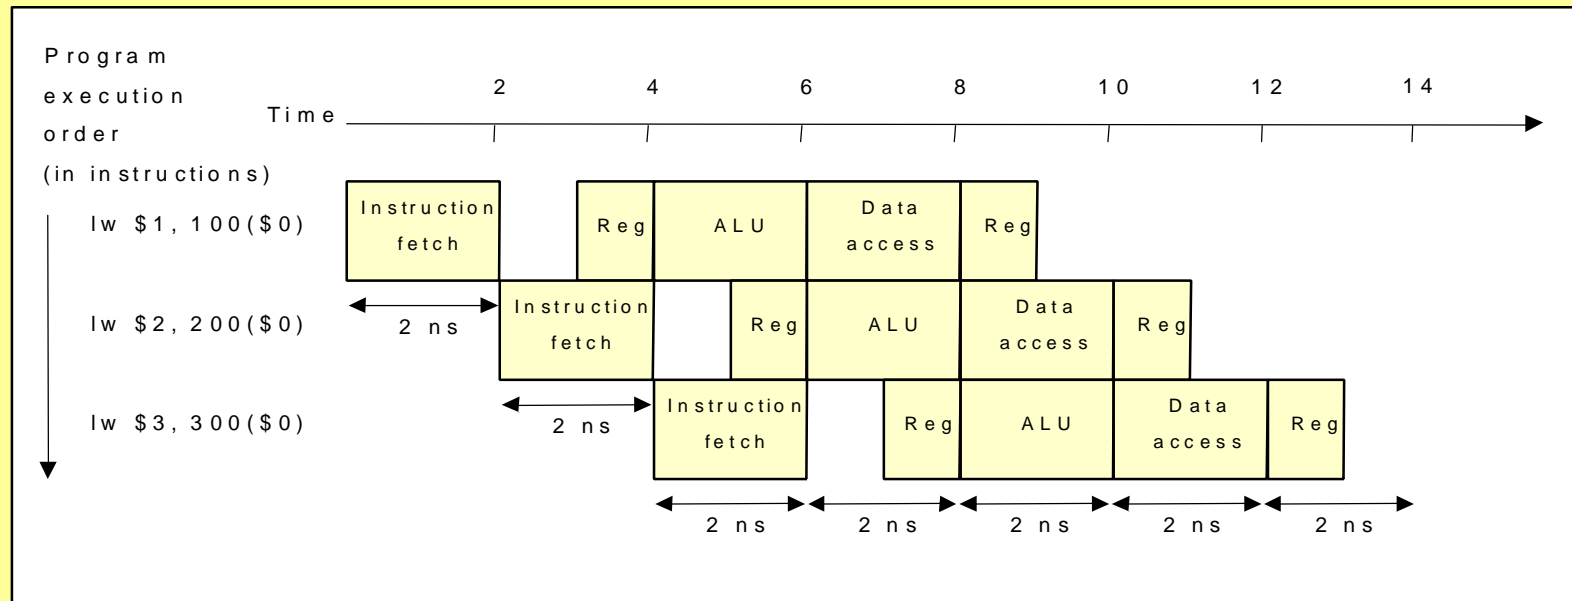 Program
execution
order
(in instructions)
Time
2 4 6 8 10 12 14
lw $1, 100($0)
Instruction
fetch
Reg
ALU
Data
access
Reg
2 ns
lw $2, 200($0)
Instruction
fetch
Reg
ALU
Data
access
Reg
2 ns
lw $3, 300($0)
Instruction
fetch
Reg
ALU
Data
access
Reg
2 ns 2 ns 2 ns 2 ns 2 ns